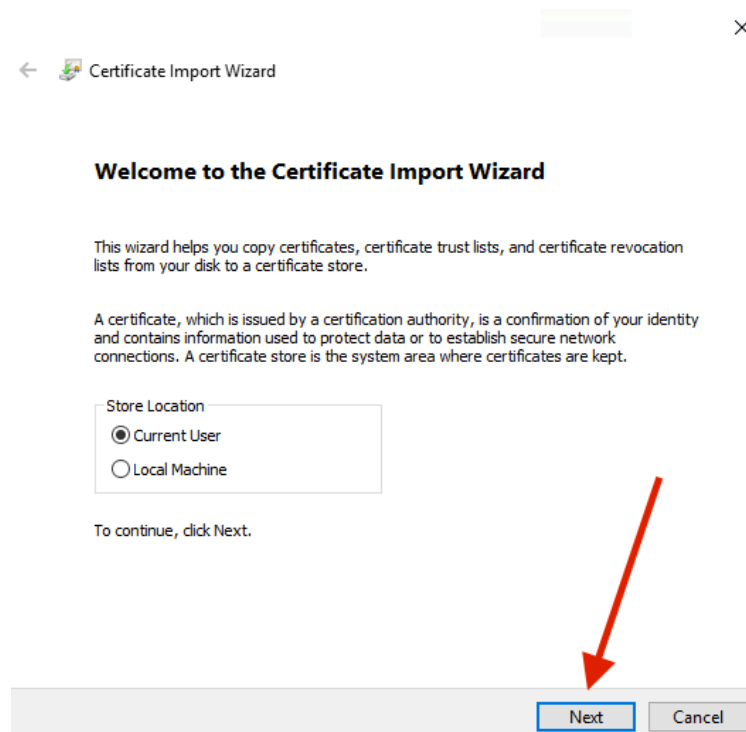 Certificate Import Wizard
Welcome to the Certificate Import Wizard
This wizard helps you copy certificates, certificate trust lists, and certificate revocation
lists from your disk to a certificate store.
A certificate, which is issued by a certification authority, is a confirmation of your identity
and contains information used to protect data or to establish secure network
connections. A certificate store is the system area where certificates are kept.
Store Location
Current User
Local Machine
To continue, click Next.
Next
Cancel